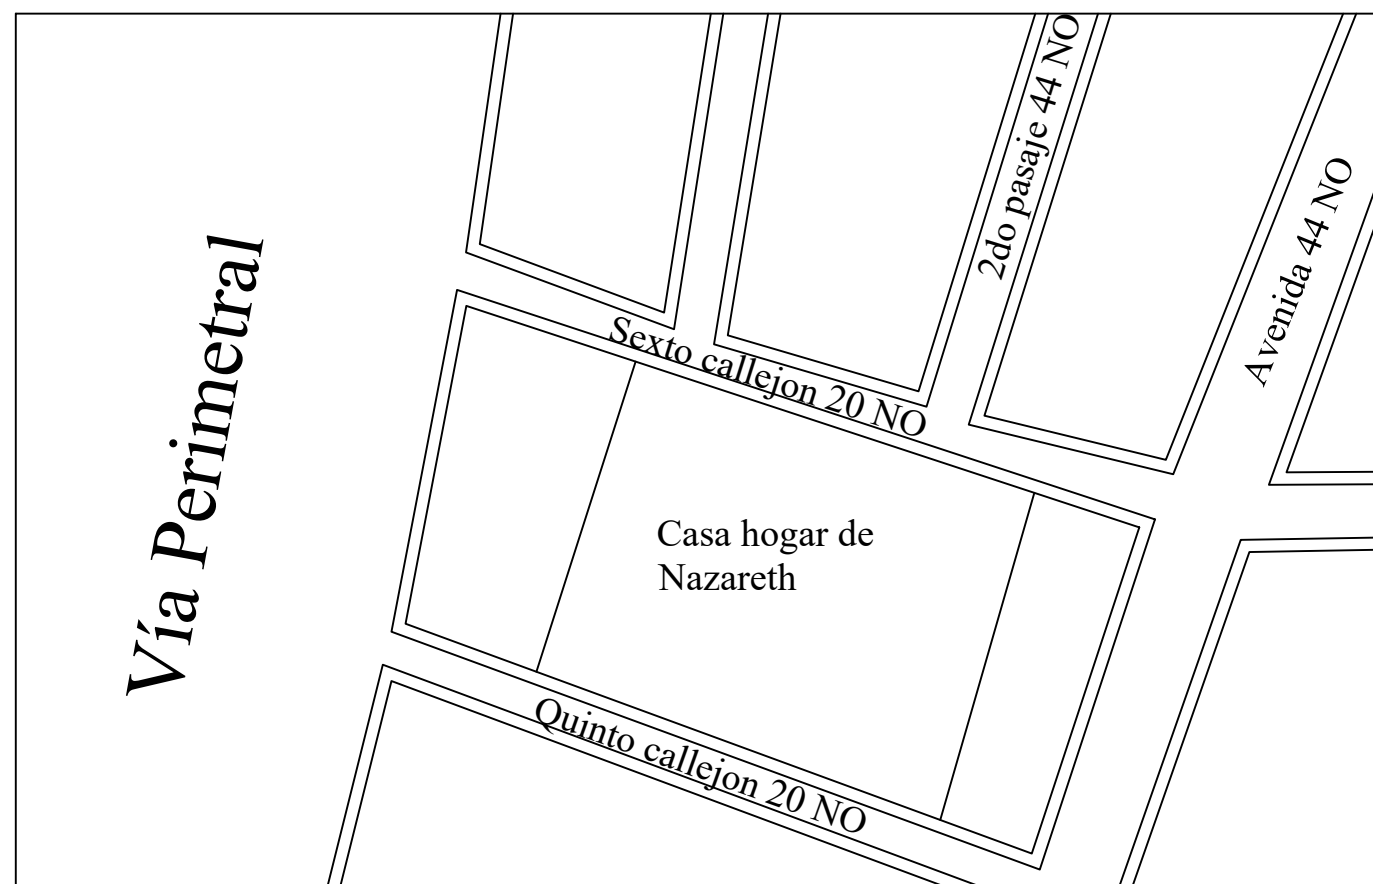 2do pasaje 44 NO
Avenida 44 NO
Vía Perimetral
Sexto callejon 20 NO
Casa hogar de
Nazareth
Quinto callejon 20 NO